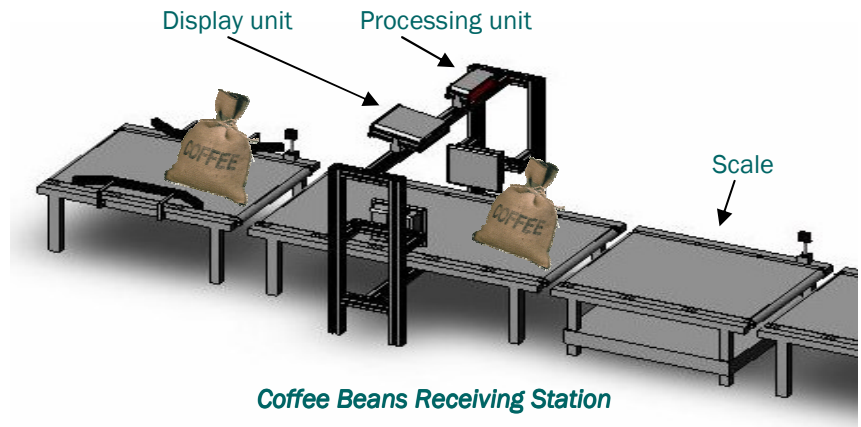 Display unit
Processing unit
COFFEE
COFFEE
Scale
Coffee Beans Receiving Station